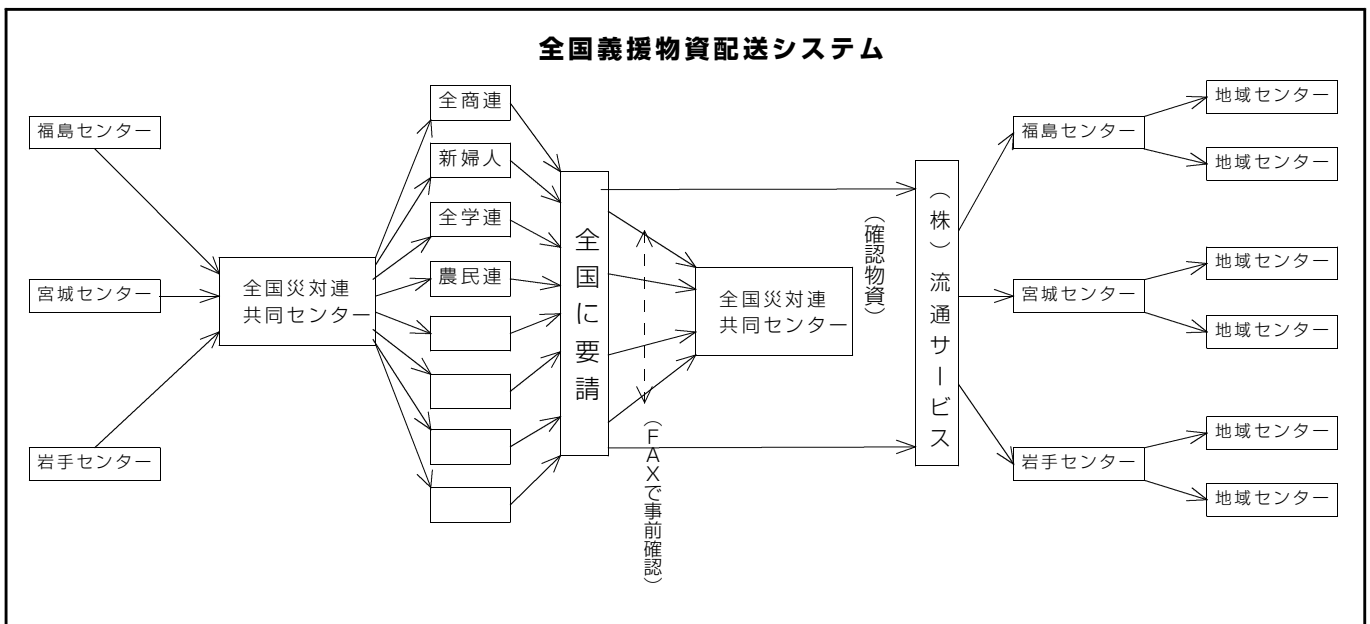 全国義援物資配送システム
福島センター
宮城センター
岩手センター
全国災対連
共同センター
全商連
新婦人
全学連
農民連
全国に要請
（FAXで事前確認）
全国災対連
共同センター
（確認物資）
（株）流通サービス
福島センター
宮城センター
岩手センター
地域センター
地域センター
地域センター
地域センター
地域センター
地域センター